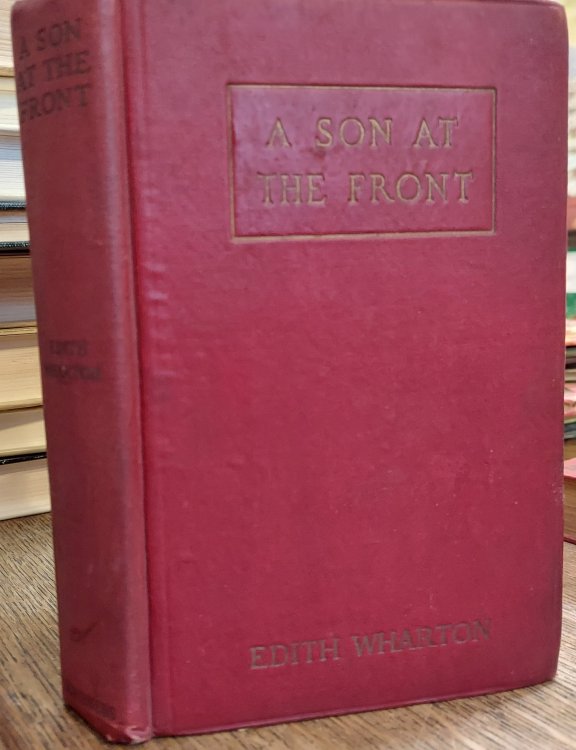 A SON
AT THE
FRONT
EDITH
WHARTON
A SON AT
THE FRONT
EDITH WHARTON